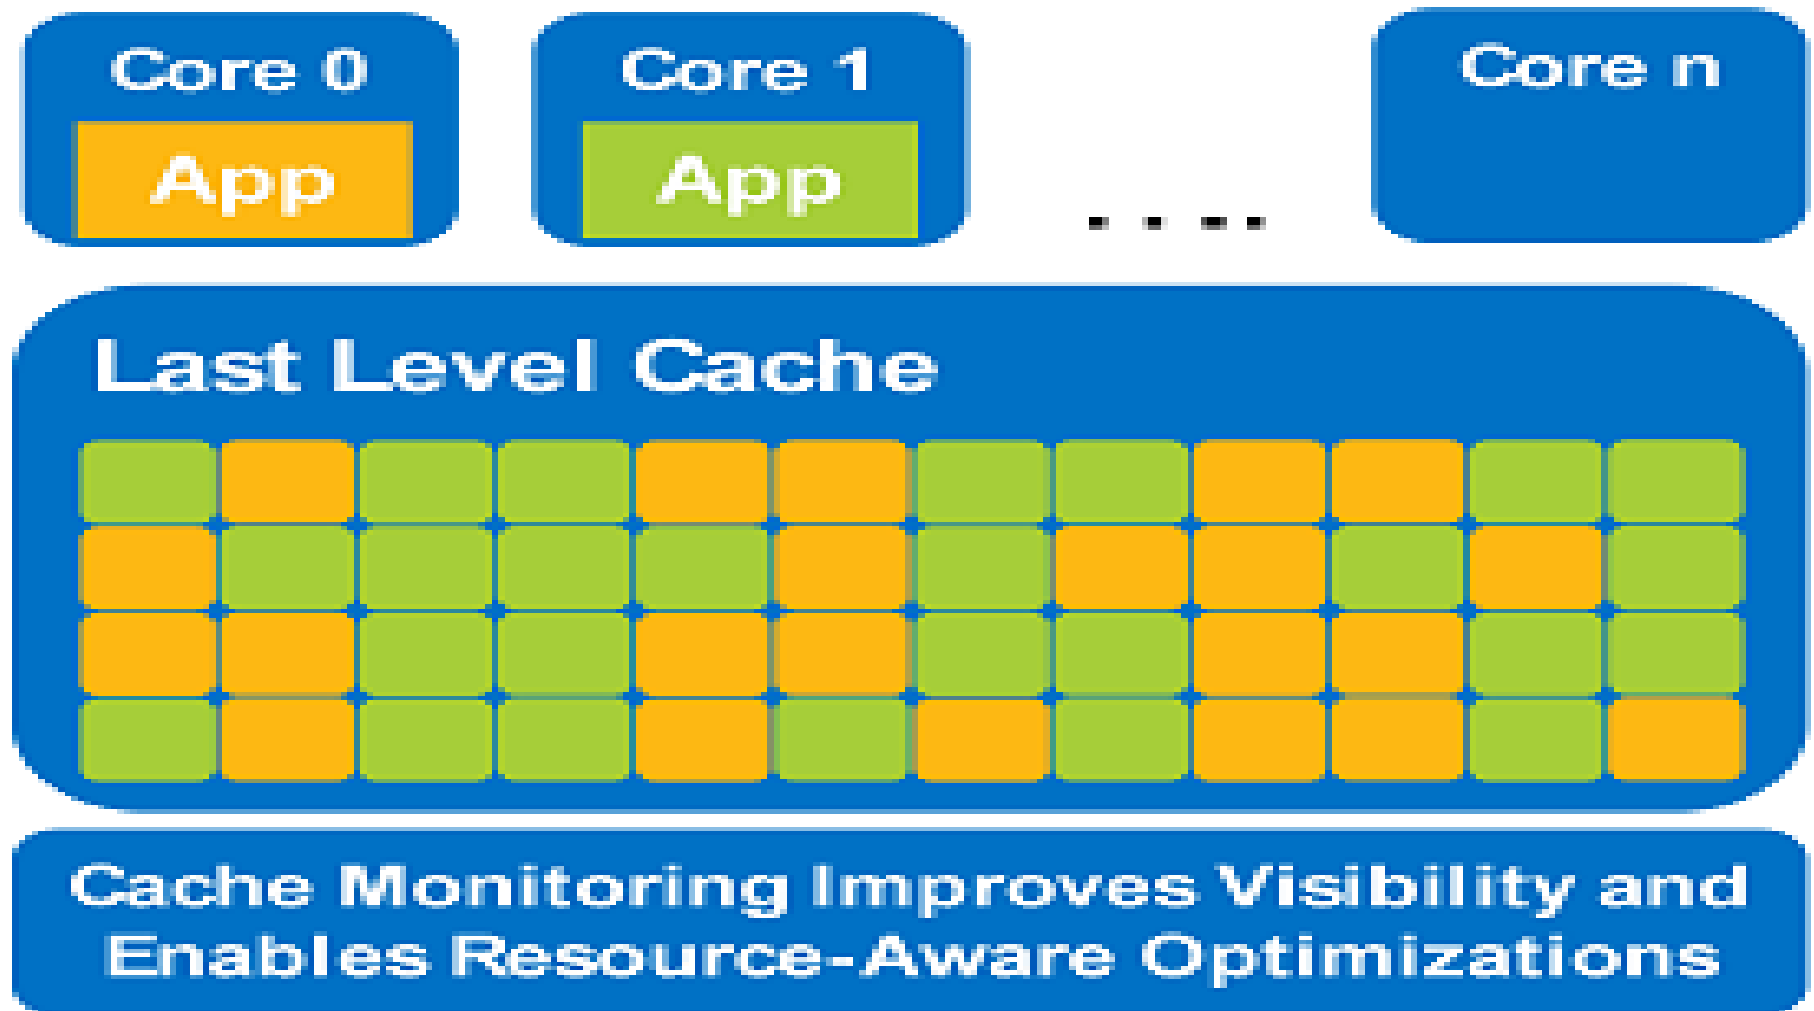 Core 0
App
Core 1
App
. . . .
Core n
Last Level Cache
Cache Monitoring Improves Visibility and
Enables Resource-Aware Optimizations